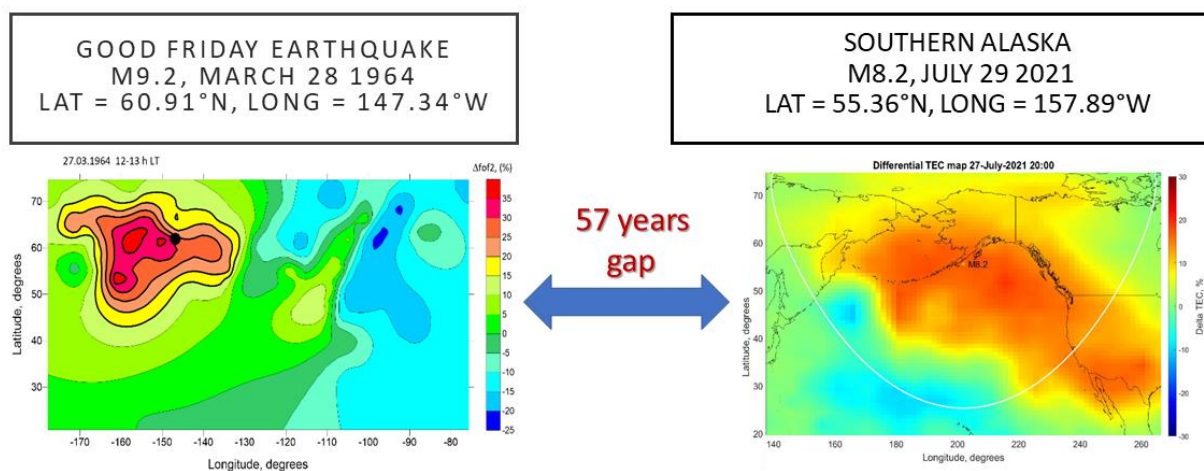 GOOD FRIDAY EARTHQUAKE
M9.2, MARCH 28 1964
LAT = 60.91°N, LONG = 147.34°W
SOUTHERN ALASKA
M8.2, JULY 29 2021
LAT = 55.36°N, LONG = 157.89°W
27.03.1964 12-13 h LT
Δfof2, (%)
70
60
50
40
30
Latitude, degrees
-170
-160
-150
-140
-130
-120
-110
-100
-90
-80
Longitude, degrees
35
30
25
20
15
10
5
0
-5
-10
-15
-20
-25
57 years
gap
Differential TEC map 27-July-2021 20:00
70
60
50
40
30
20
Latitude, degrees
M8.2
140
160
180
200
220
240
260
Longitude, degrees
30
20
10
0
-10
-20
-30
Delta TEC, %